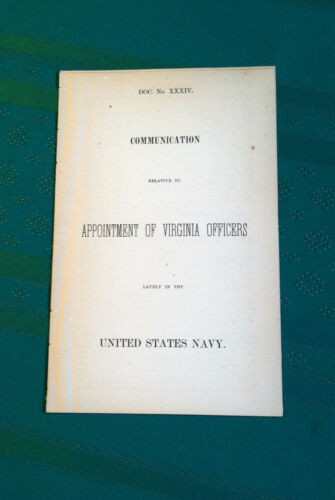 DOC. No. XXXIV.
COMMUNICATION
RELATIVE TO
APPOINTMENT OF VIRGINIA OFFICERS
LATELY IN THE
UNITED STATES NAVY.